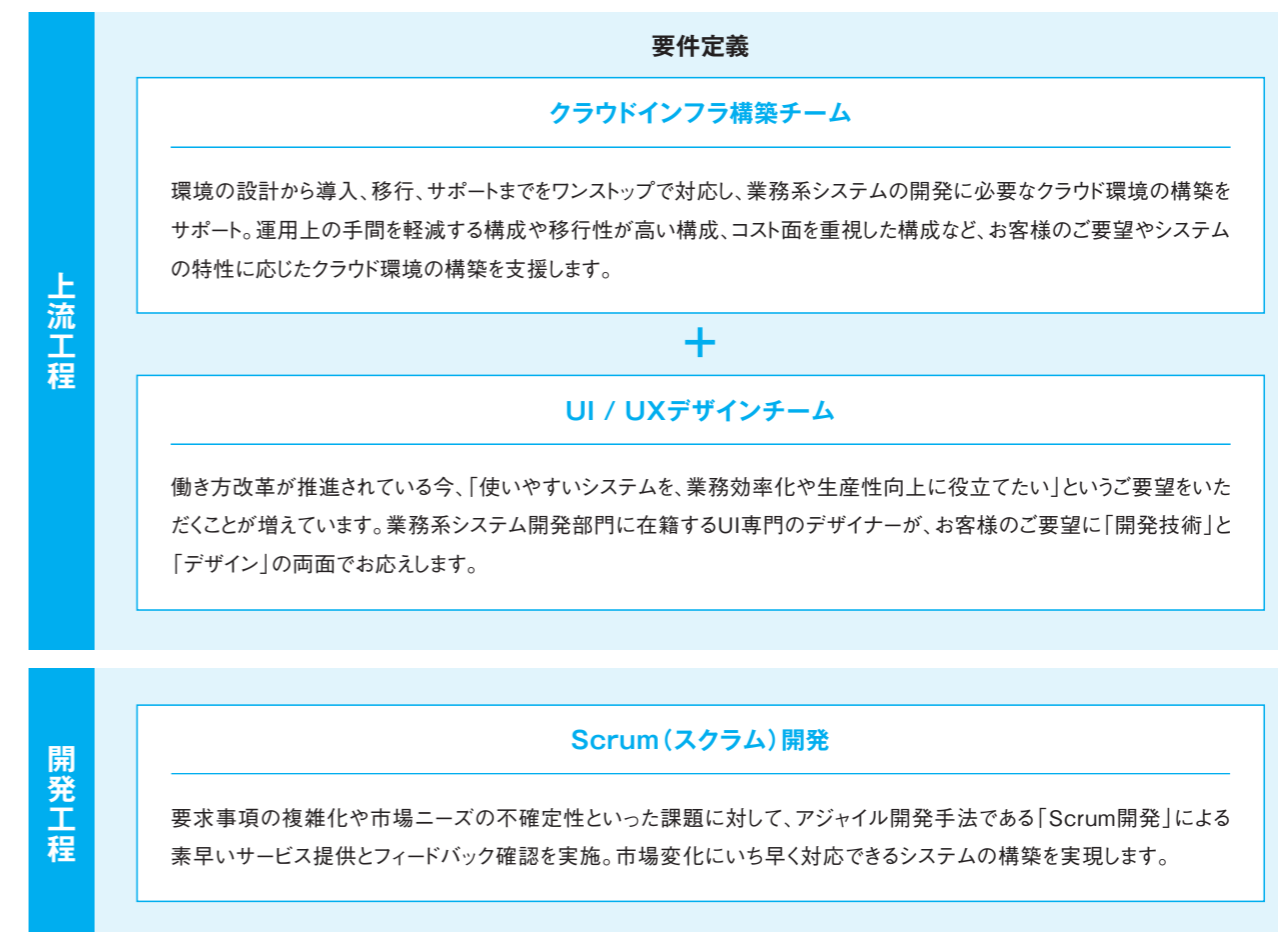 上流工程
要件定義
クラウドインフラ構築チーム
環境の設計から導入、移行、サポートまでをワンストップで対応し、業務系システムの開発に必要なクラウド環境の構築を
サポート。運用上の手間を軽減する構成や移行性が高い構成、コスト面を重視した構成など、お客様のご要望やシステム
の特性に応じたクラウド環境の構築を支援します。
+
UI / UXデザインチーム
働き方改革が推進されている今、「使いやすいシステムを、業務効率化や生産性向上に役立てたい」というご要望をいた
だくことが増えています。業務系システム開発部門に在籍するUI専門のデザイナーが、お客様のご要望に「開発技術」と
「デザイン」の両面でお応えします。
開発工程
Scrum（スクラム）開発
要求事項の複雑化や市場ニーズの不確定性といった課題に対して、アジャイル開発手法である「Scrum開発」による
素早いサービス提供とフィードバック確認を実施。市場変化にいち早く対応できるシステムの構築を実現します。